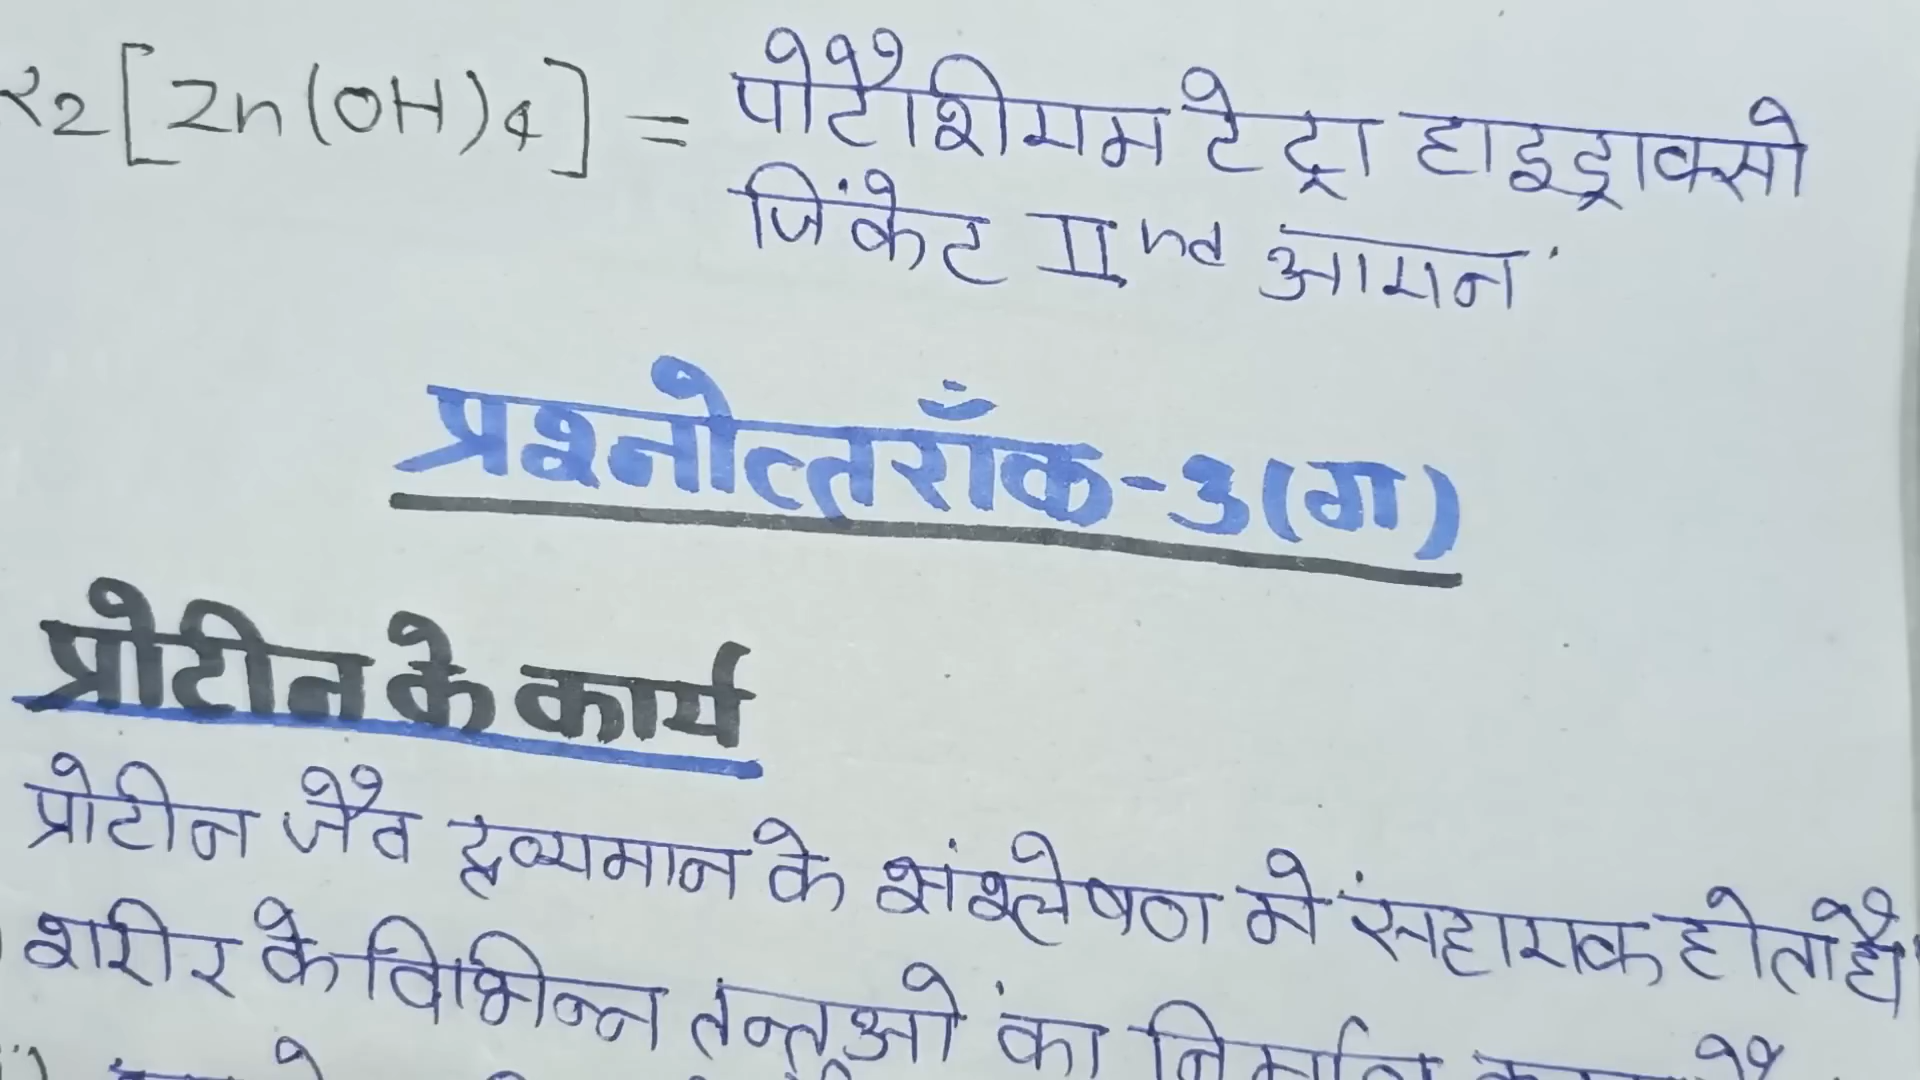 K2[Zn(OH)4] = पोटैशियम टेट्रा हाइड्राक्सो
जिंकेट IInd आयन
प्रश्नोत्तराँक-3(ग)
प्रोटीन के कार्य
प्रोटीन जैव द्रव्यमान के संश्लेषण में सहायक होता है
शरीर के विभिन्न तन्तुओं का निर्माण